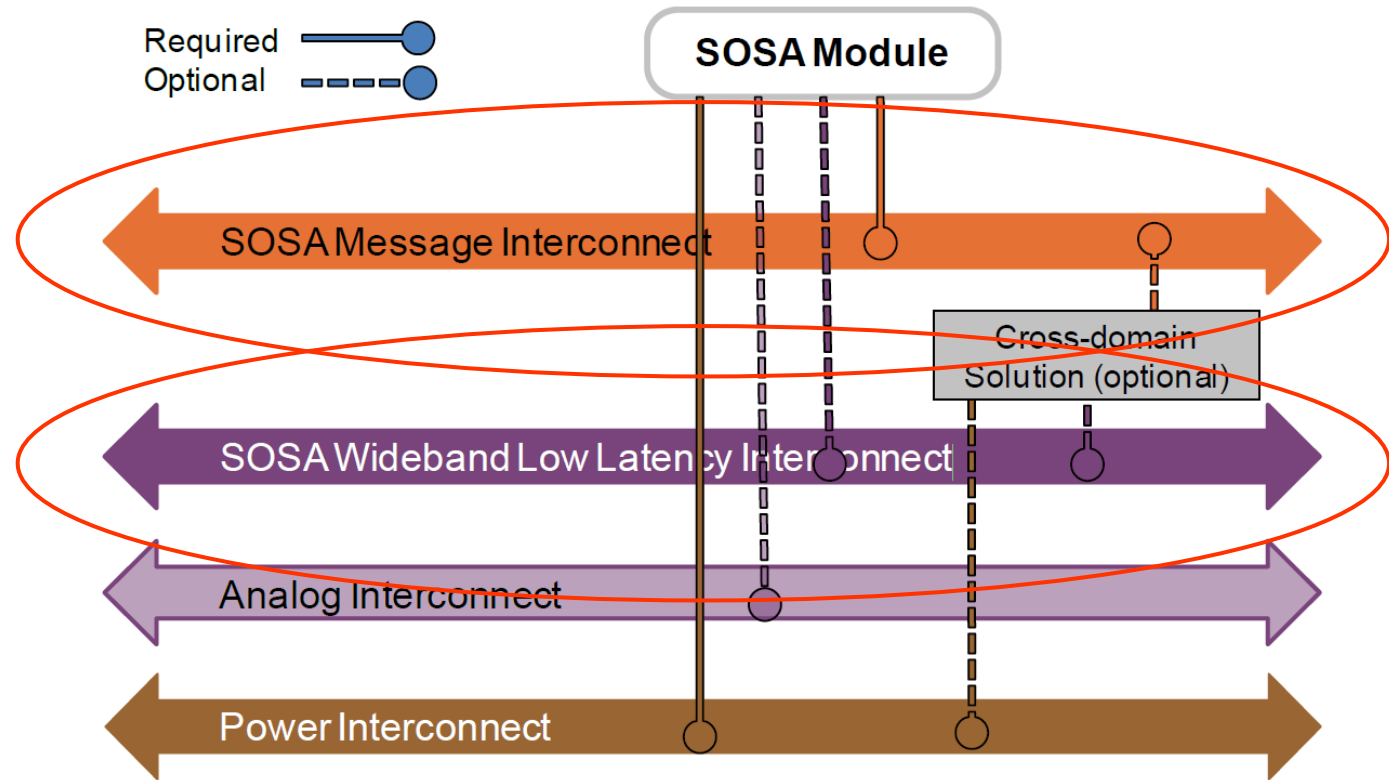 Required
Optional
SOSA Module
SOSA Message Interconnect
Cross-domain
Solution (optional)
SOSA Wideband Low Latency Interconnect
Analog Interconnect
Power Interconnect